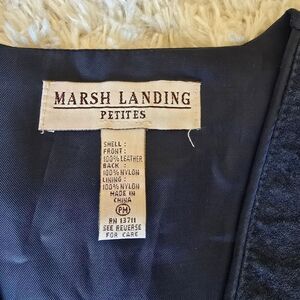 MARSH LANDING
PETITES
SHELL:
FRONT:
100% LEATHER
BACK:
100% NYLON
LINING:
100% NYLON
MADE IN
CHINA
PM
RN 13711
SEE REVERSE
FOR CARE